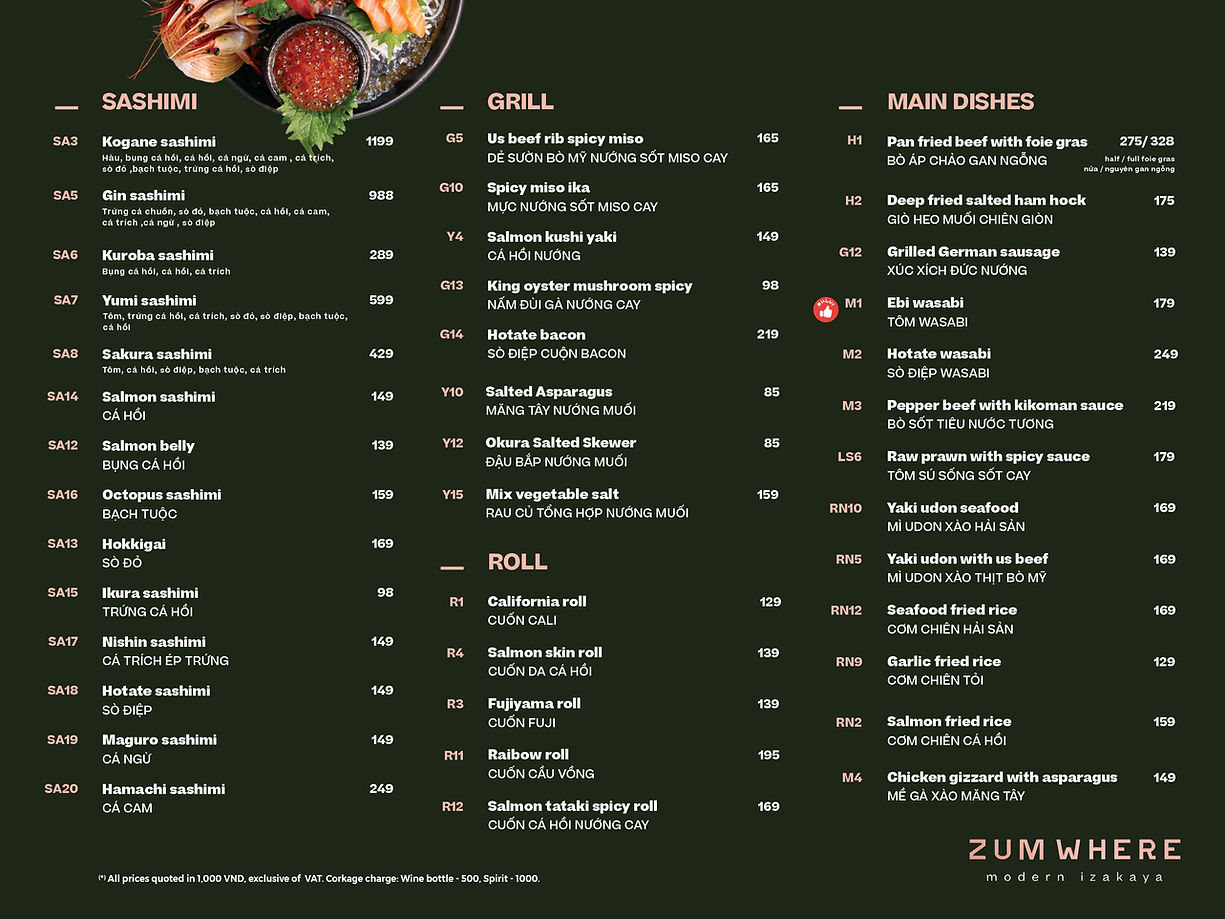 SASHIMI
SA3 Kogane sashimi 1199
Hàu, bụng cá hồi, cá hồi, cá ngừ, cá cam , cá trích,
sò đỏ ,bạch tuộc, trứng cá hồi, sò điệp
SA5 Gin sashimi 988
Trứng cá chuồn, sò đỏ, bạch tuộc, cá hồi, cá cam,
cá trích ,cá ngừ , sò điệp
SA6 Kuroba sashimi 289
Bụng cá hồi, cá hồi, cá trích
SA7 Yumi sashimi 599
Tôm, trứng cá hồi, cá trích, sò đỏ, sò điệp, bạch tuộc,
cá hồi
SA8 Sakura sashimi 429
Tôm, cá hồi, sò điệp, bạch tuộc, cá trích
SA14 Salmon sashimi 149
CÁ HỒI
SA12 Salmon belly 139
BỤNG CÁ HỒI
SA16 Octopus sashimi 159
BẠCH TUỘC
SA13 Hokkigai 169
SÒ ĐỎ
SA15 Ikura sashimi 98
TRỨNG CÁ HỒI
SA17 Nishin sashimi 149
CÁ TRÍCH ÉP TRỨNG
SA18 Hotate sashimi 149
SÒ ĐIỆP
SA19 Maguro sashimi 149
CÁ NGỪ
SA20 Hamachi sashimi 249
CÁ CAM
GRILL
G5 Us beef rib spicy miso 165
DẺ SƯỜN BÒ MỸ NƯỚNG SỐT MISO CAY
G10 Spicy miso ika 165
MỰC NƯỚNG SỐT MISO CAY
Y4 Salmon kushi yaki 149
CÁ HỒI NƯỚNG
G13 King oyster mushroom spicy 98
NẤM ĐÙI GÀ NƯỚNG CAY
G14 Hotate bacon 219
SÒ ĐIỆP CUỘN BACON
Y10 Salted Asparagus 85
MĂNG TÂY NƯỚNG MUỐI
Y12 Okura Salted Skewer 85
ĐẬU BẮP NƯỚNG MUỐI
Y15 Mix vegetable salt 159
RAU CỦ TỔNG HỢP NƯỚNG MUỐI
ROLL
R1 California roll 129
CUỐN CALI
R4 Salmon skin roll 139
CUỐN DA CÁ HỒI
R3 Fujiyama roll 139
CUỐN FUJI
R11 Raibow roll 195
CUỐN CẦU VỒNG
R12 Salmon tataki spicy roll 169
CUỐN CÁ HỒI NƯỚNG CAY
MAIN DISHES
H1 Pan fried beef with foie gras 275/ 328
BÒ ÁP CHẢO GAN NGỖNG half / full foie gras
nửa / nguyên gan ngỗng
H2 Deep fried salted ham hock 175
GIÒ HEO MUỐI CHIÊN GIÒN
G12 Grilled German sausage 139
XÚC XÍCH ĐỨC NƯỚNG
M1 Ebi wasabi 179
TÔM WASABI
M2 Hotate wasabi 249
SÒ ĐIỆP WASABI
M3 Pepper beef with kikoman sauce 219
BÒ SỐT TIÊU NƯỚC TƯƠNG
LS6 Raw prawn with spicy sauce 179
TÔM SÚ SỐNG SỐT CAY
RN10 Yaki udon seafood 169
MÌ UDON XÀO HẢI SẢN
RN5 Yaki udon with us beef 169
MÌ UDON XÀO THỊT BÒ MỸ
RN12 Seafood fried rice 169
CƠM CHIÊN HẢI SẢN
RN9 Garlic fried rice 129
CƠM CHIÊN TỎI
RN2 Salmon fried rice 159
CƠM CHIÊN CÁ HỒI
M4 Chicken gizzard with asparagus 149
MỀ GÀ XÀO MĂNG TÂY
ZUMWHERE
modern izakaya
(*) All prices quoted in 1,000 VND, exclusive of VAT. Corkage charge: Wine bottle - 500, Spirit - 1000.